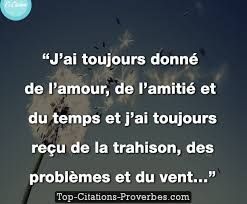 “J’ai toujours donné
de l’amour, de l’amitié et
du temps et j’ai toujours
reçu de la trahison, des
problèmes et du vent...”
Top-Citations-Proverbes.com